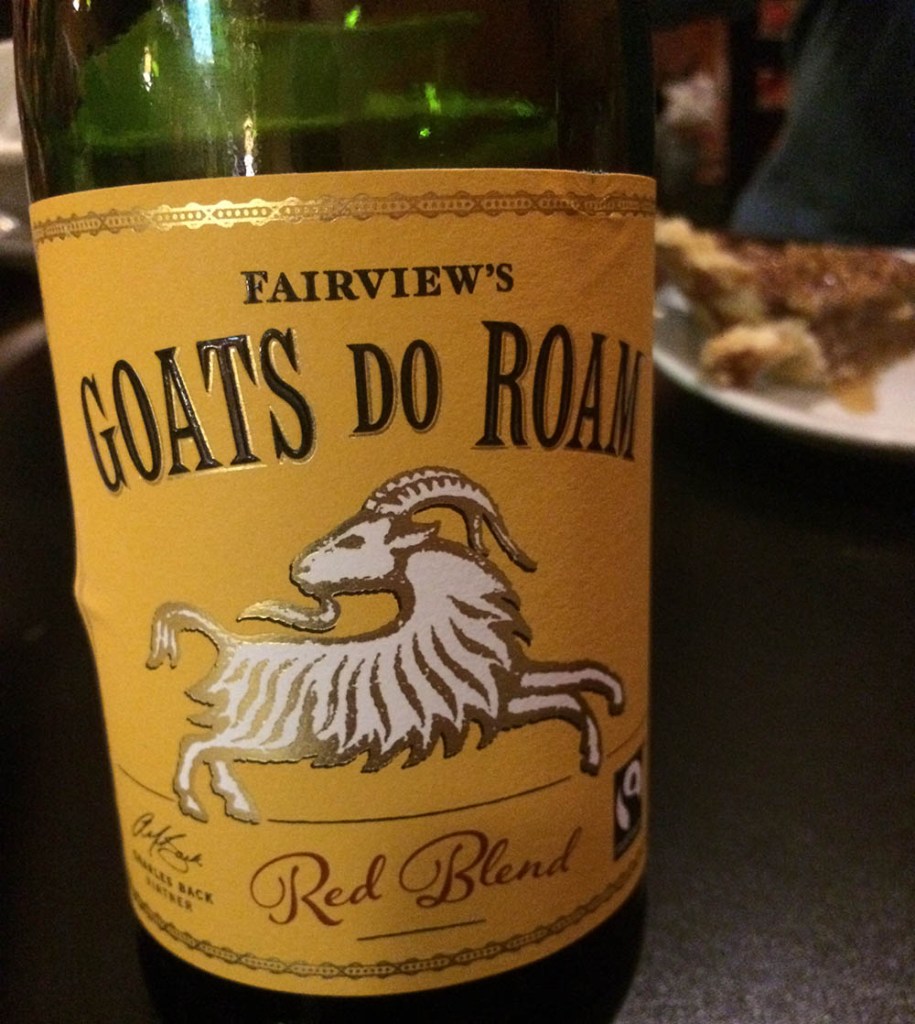 FAIRVIEW'S
GOATS DO ROAM
CHARLES BACK
VINTNER
Red Blend